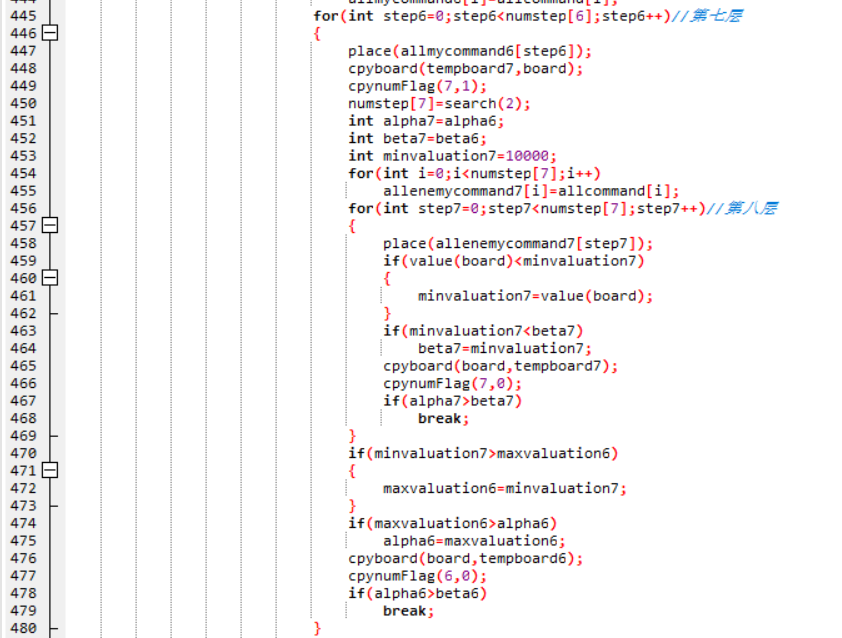 445 for(int step6=0;step6<numstep[6];step6++)//第七层
446 {
447 place(allmycommand6[step6]);
448 cpyboard(tempboard7,board);
449 cpynumFlag(7,1);
450 numstep[7]=search(2);
451 int alpha7=alpha6;
452 int beta7=beta6;
453 int minvaluation7=10000;
454 for(int i=0;i<numstep[7];i++)
455 allenemycommand7[i]=allcommand[i];
456 for(int step7=0;step7<numstep[7];step7++)//第八层
457 {
458 place(allenemycommand7[step7]);
459 if(value(board)<minvaluation7)
460 {
461 minvaluation7=value(board);
462 }
463 if(minvaluation7<beta7)
464 beta7=minvaluation7;
465 cpyboard(board,tempboard7);
466 cpynumFlag(7,0);
467 if(alpha7>beta7)
468 break;
469 }
470 if(minvaluation7>maxvaluation6)
471 {
472 maxvaluation6=minvaluation7;
473 }
474 if(maxvaluation6>alpha6)
475 alpha6=maxvaluation6;
476 cpyboard(board,tempboard6);
477 cpynumFlag(6,0);
478 if(alpha6>beta6)
479 break;
480 }